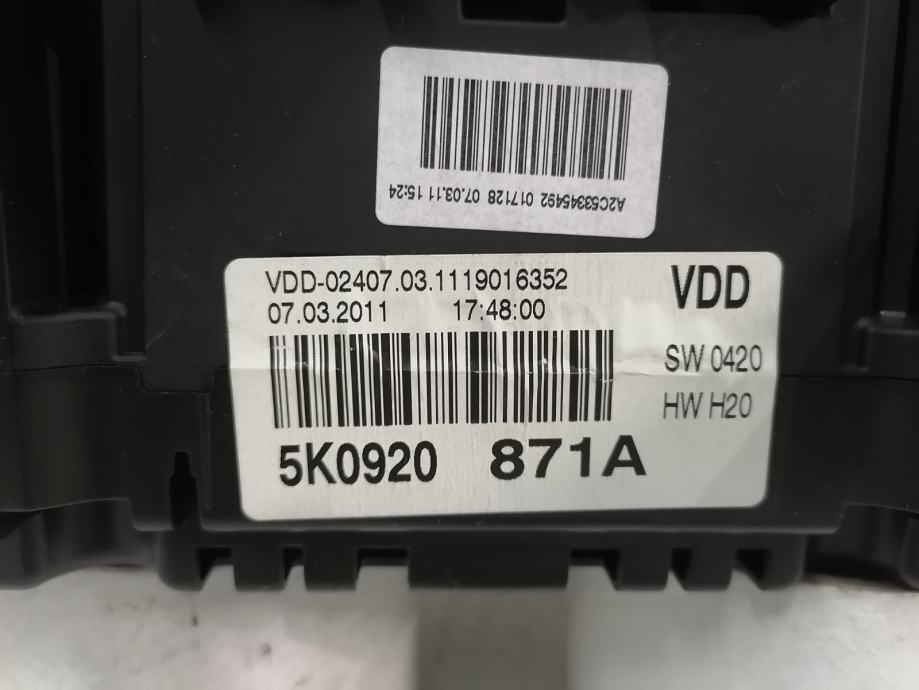 A2C53345492 017128 07.03.11 15:24
VDD-02407.03.1119016352
07.03.2011 17:48:00
VDD
SW 0420
HW H20
5K0920 871A